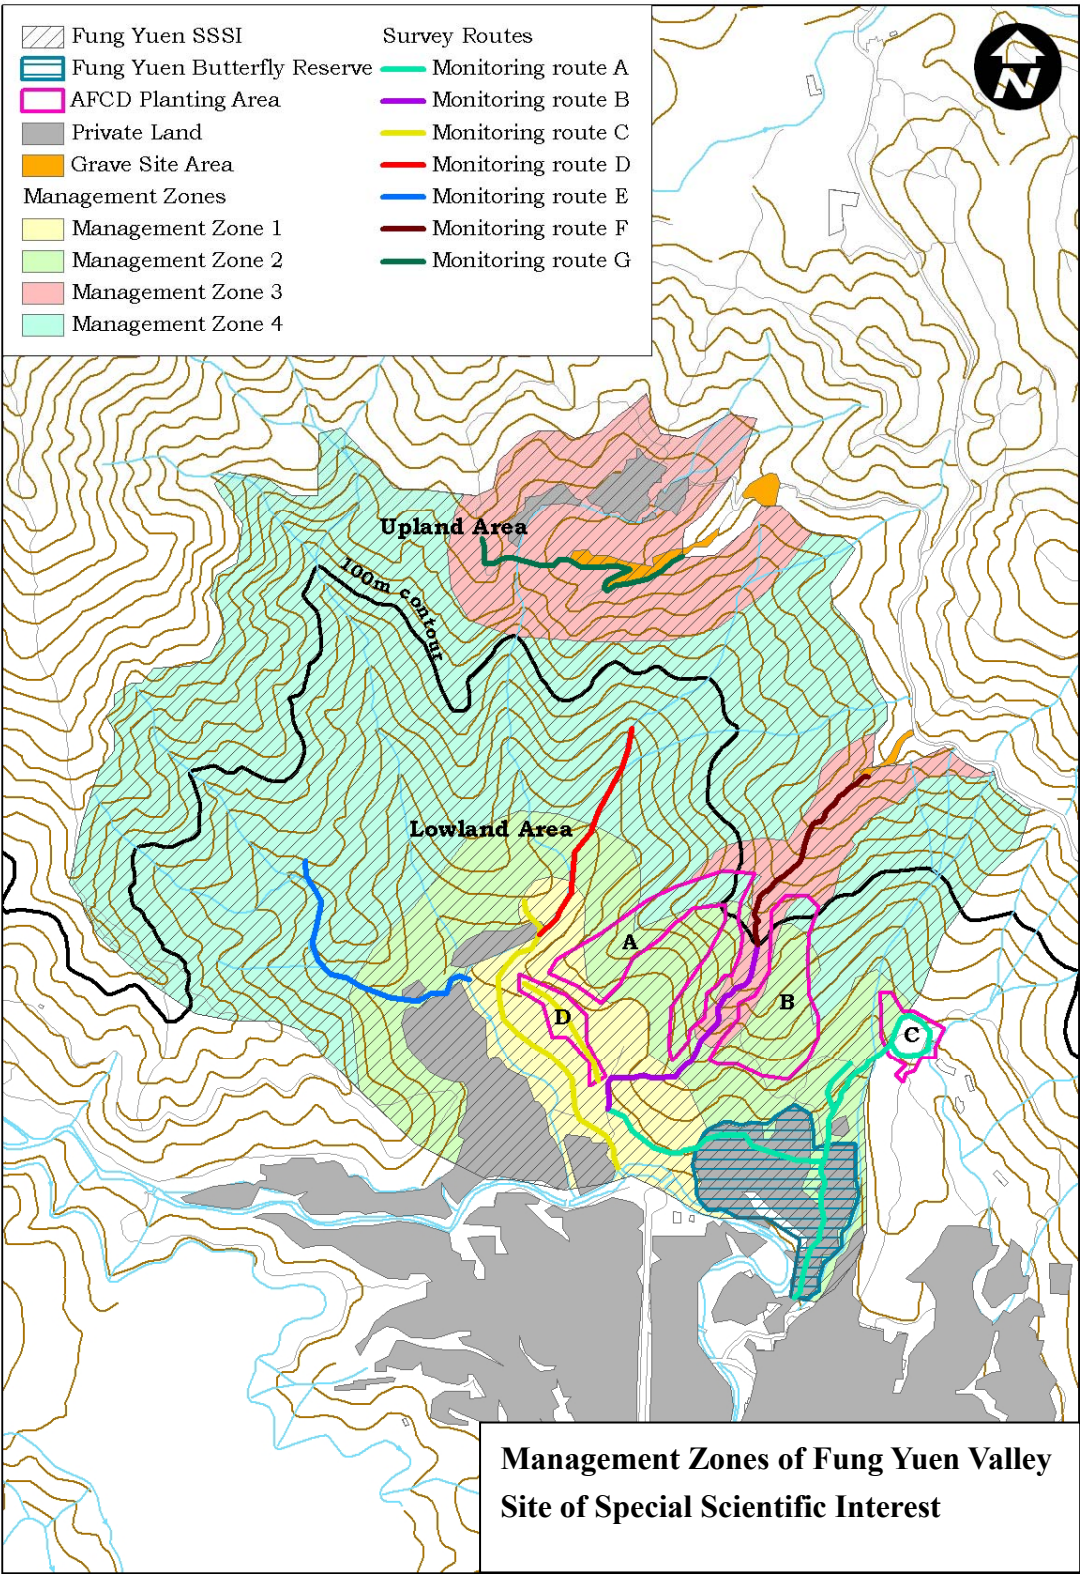 Fung Yuen SSSI
Fung Yuen Butterfly Reserve
AFCD Planting Area
Private Land
Grave Site Area
Management Zones
Management Zone 1
Management Zone 2
Management Zone 3
Management Zone 4
Survey Routes
Monitoring route A
Monitoring route B
Monitoring route C
Monitoring route D
Monitoring route E
Monitoring route F
Monitoring route G
N
Upland Area
100m contour
Lowland Area
A
B
D
C
Management Zones of Fung Yuen Valley
Site of Special Scientific Interest